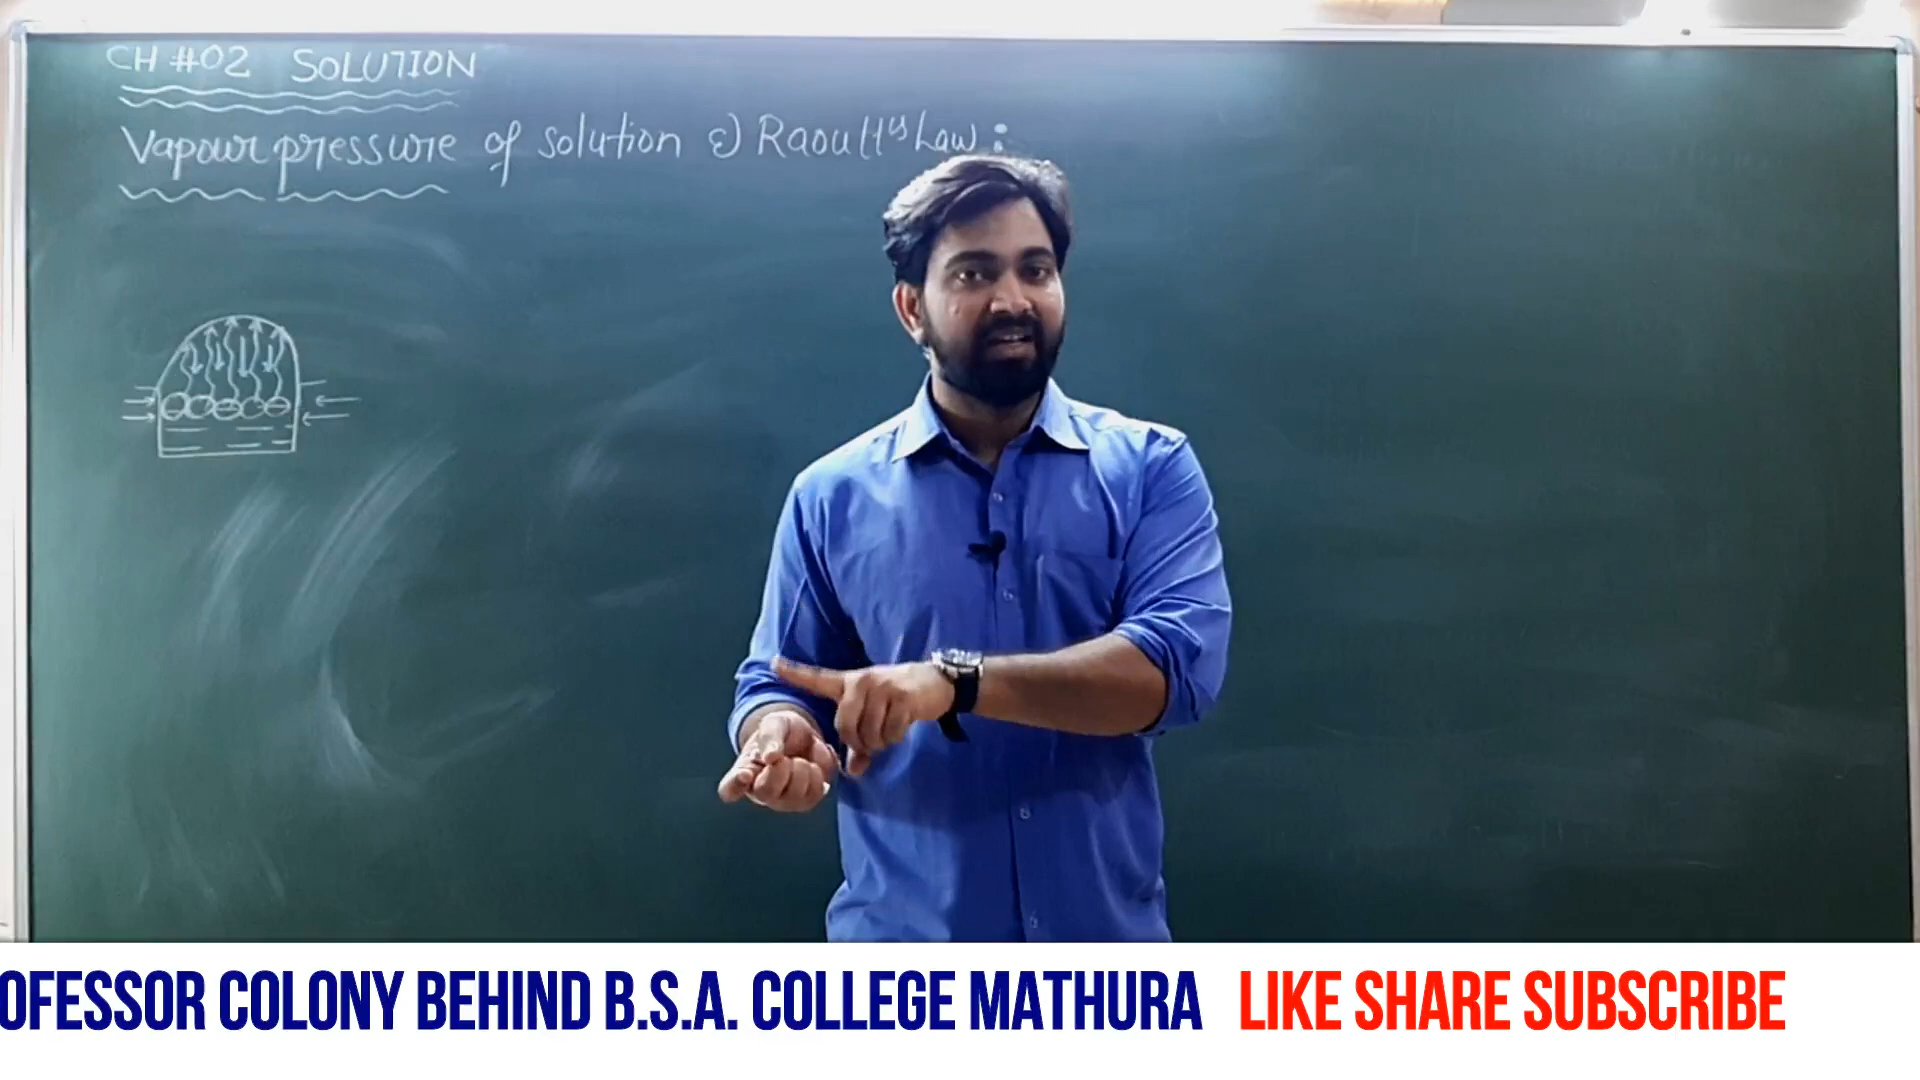 CH #02 SOLUTION
Vapour pressure of solution & Raoult's Law :
OFESSOR COLONY BEHIND B.S.A. COLLEGE MATHURA LIKE SHARE SUBSCRIBE